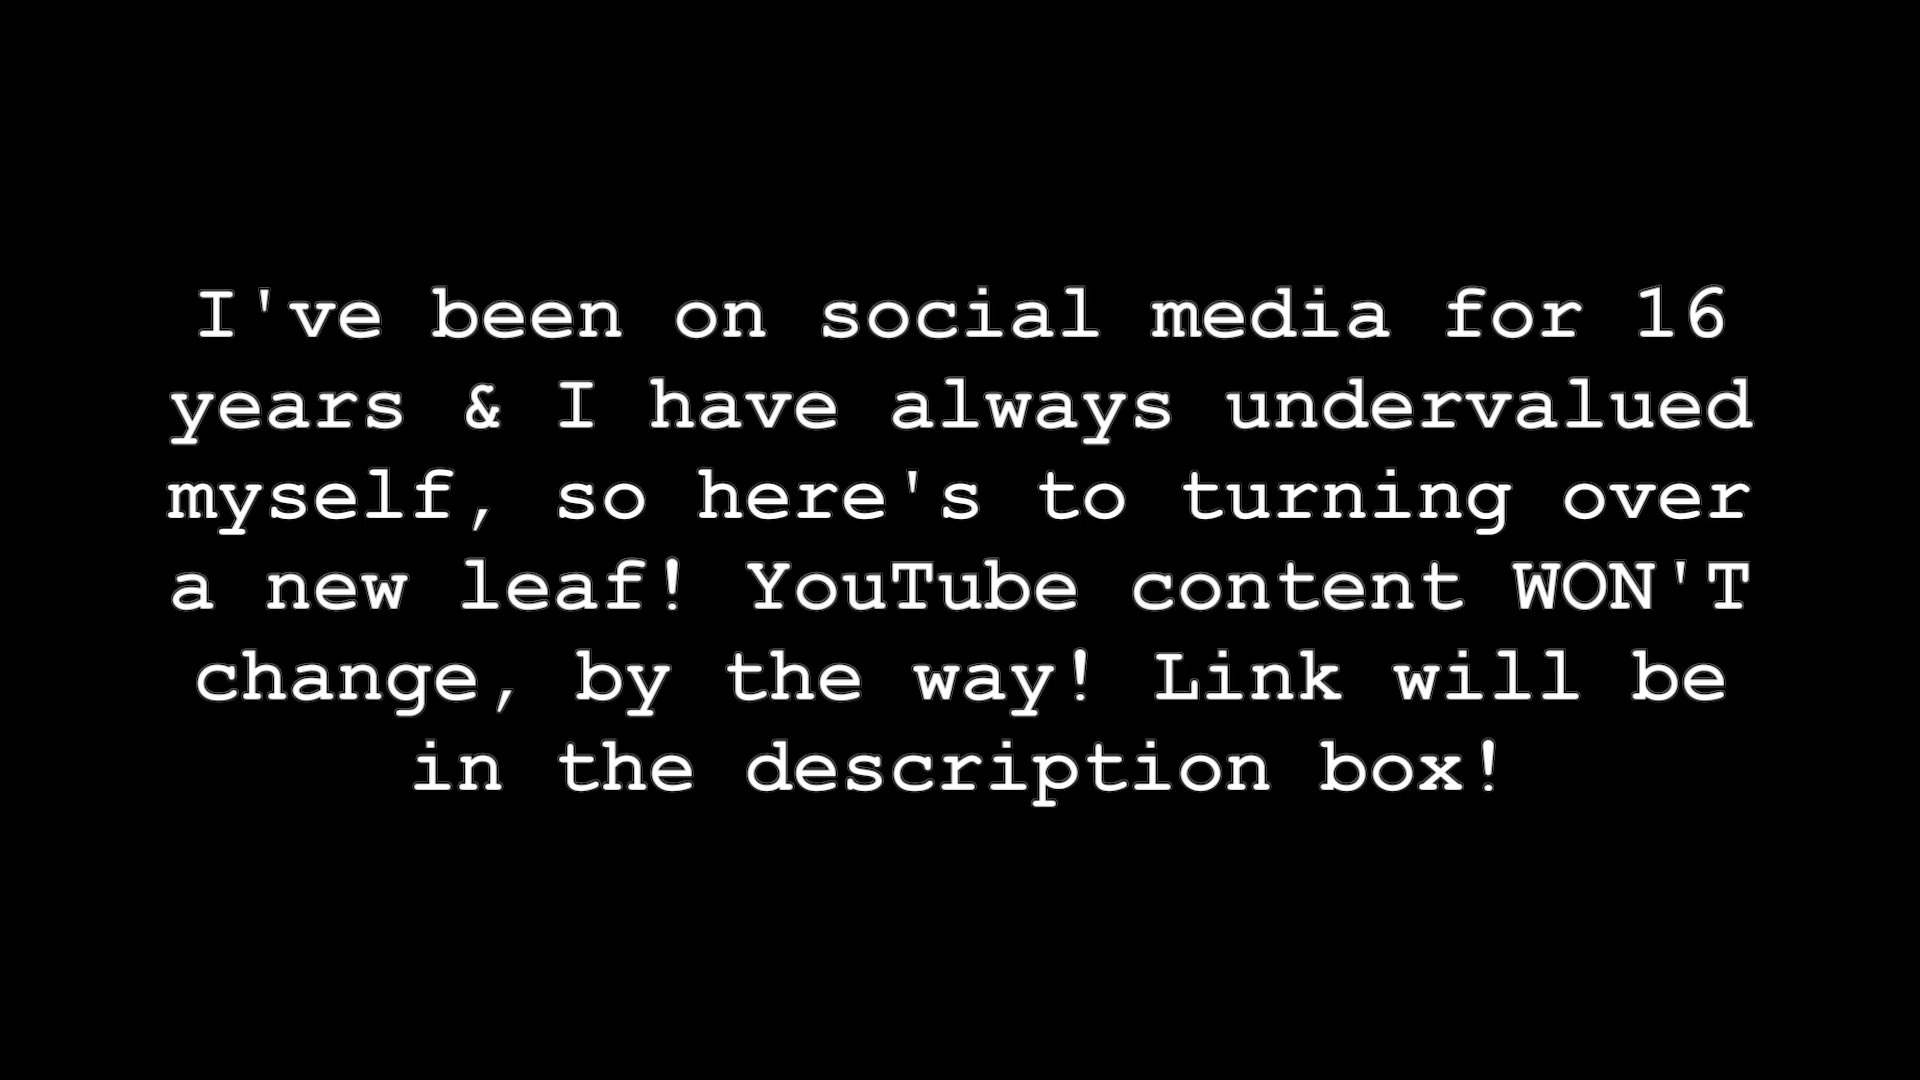 I've been on social media for 16
years & I have always undervalued
myself, so here's to turning over
a new leaf! YouTube content WON'T
change, by the way! Link will be
in the description box!